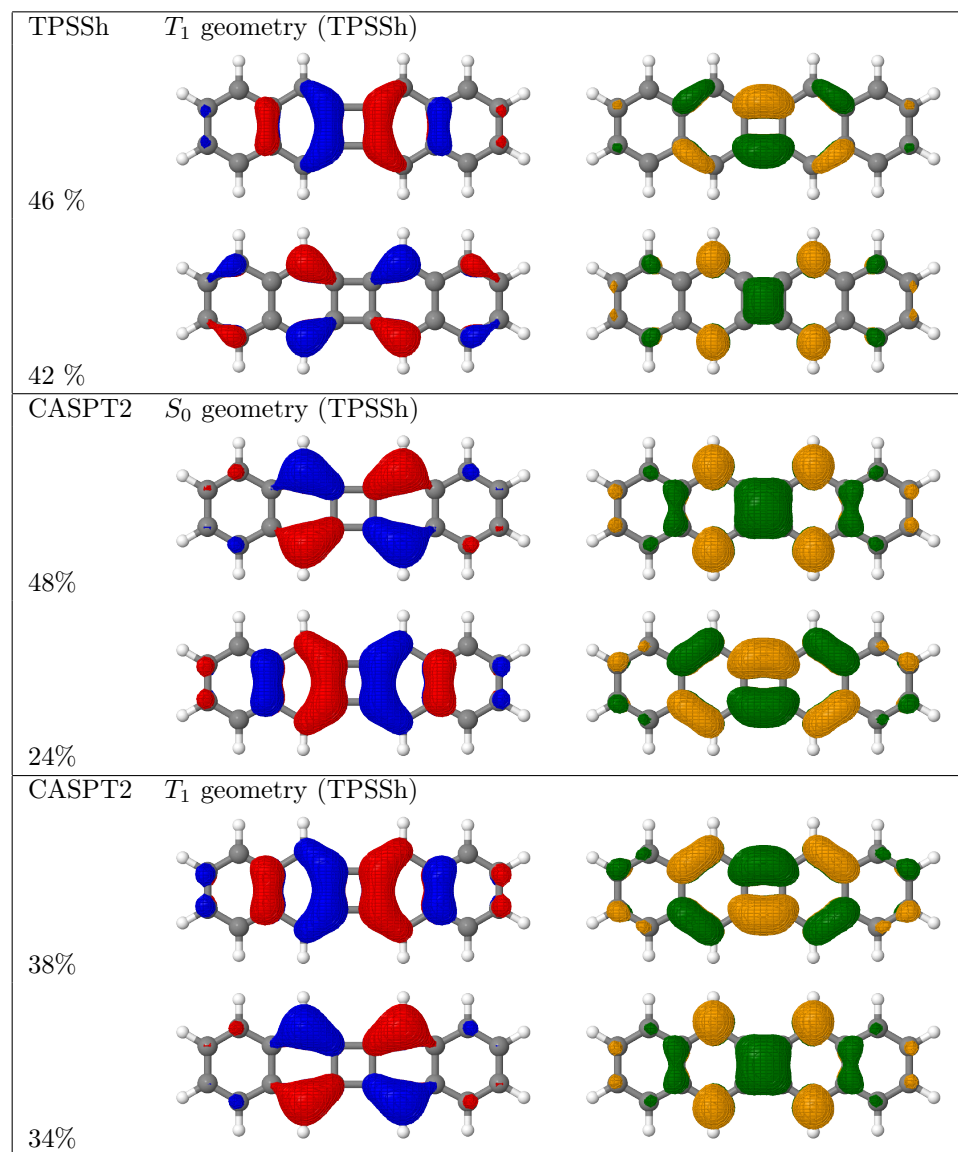 TPSSh T₁ geometry (TPSSh)
46 %
42 %
CASPT2 S₀ geometry (TPSSh)
48%
24%
CASPT2 T₁ geometry (TPSSh)
38%
34%